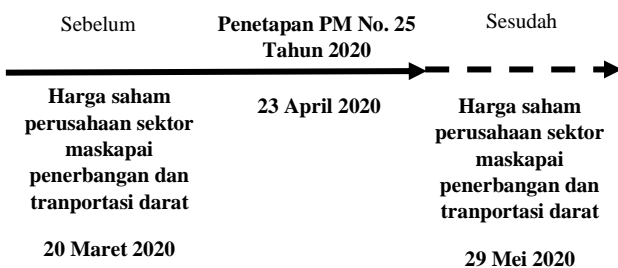 Sebelum
Penetapan PM No. 25
Tahun 2020
Sesudah
Harga saham
perusahaan sektor
maskapai
penerbangan dan
tranportasi darat
20 Maret 2020
23 April 2020
Harga saham
perusahaan sektor
maskapai
penerbangan dan
tranportasi darat
29 Mei 2020